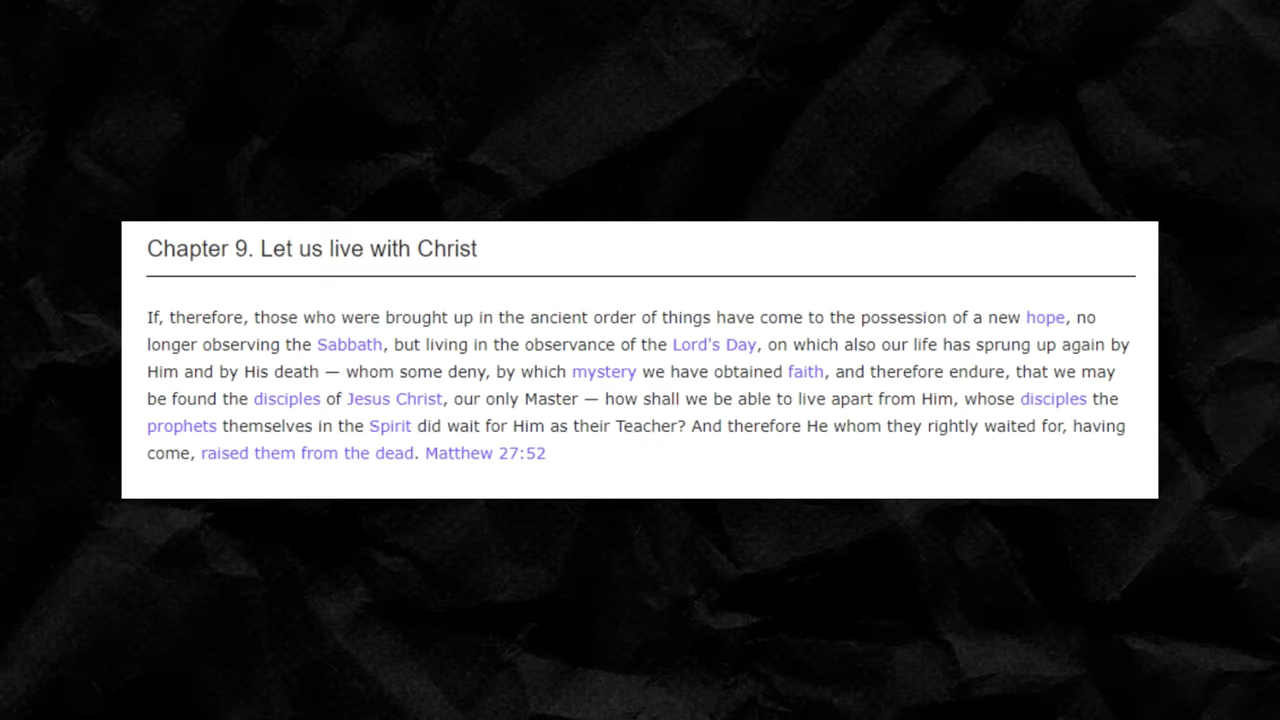 Chapter 9. Let us live with Christ
If, therefore, those who were brought up in the ancient order of things have come to the possession of a new hope, no
longer observing the Sabbath, but living in the observance of the Lord's Day, on which also our life has sprung up again by
Him and by His death — whom some deny, by which mystery we have obtained faith, and therefore endure, that we may
be found the disciples of Jesus Christ, our only Master — how shall we be able to live apart from Him, whose disciples the
prophets themselves in the Spirit did wait for Him as their Teacher? And therefore He whom they rightly waited for, having
come, raised them from the dead. Matthew 27:52